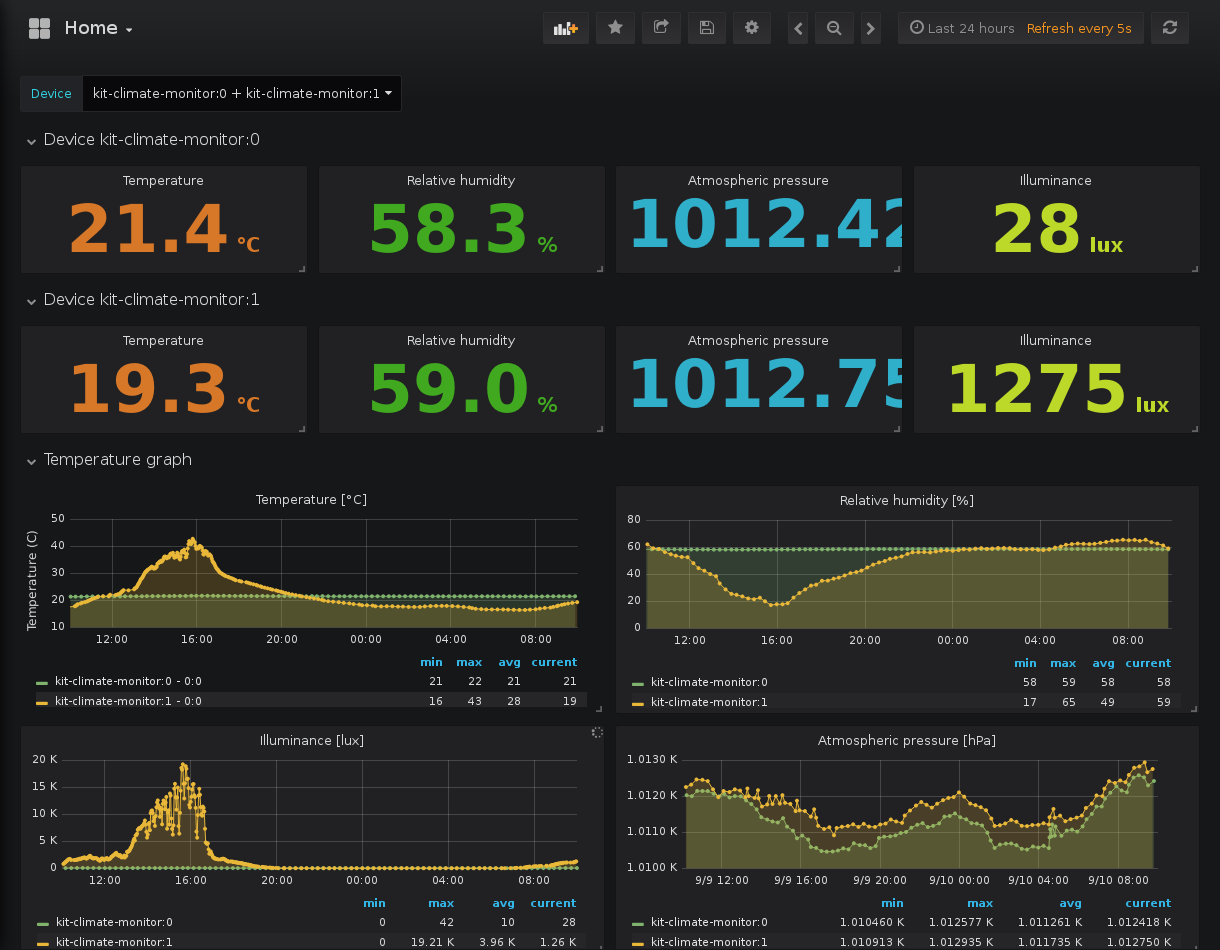 Home
Last 24 hours Refresh every 5s
Device kit-climate-monitor:0 + kit-climate-monitor:1
Device kit-climate-monitor:0
Temperature Relative humidity Atmospheric pressure Illuminance
21.4 °C 58.3 % 1012.42 28 lux
Device kit-climate-monitor:1
Temperature Relative humidity Atmospheric pressure Illuminance
19.3 °C 59.0 % 1012.75 1275 lux
Temperature graph
Temperature [°C]
Temperature (C)
50
40
30
20
10
12:00 16:00 20:00 00:00 04:00 08:00
min max avg current
kit-climate-monitor:0 - 0:0 21 22 21 21
kit-climate-monitor:1 - 0:0 16 43 28 19
Relative humidity [%]
80
60
40
20
0
12:00 16:00 20:00 00:00 04:00 08:00
min max avg current
kit-climate-monitor:0 58 59 58 58
kit-climate-monitor:1 17 65 49 59
Illuminance [lux]
20 K
15 K
10 K
5 K
0
12:00 16:00 20:00 00:00 04:00 08:00
min max avg current
kit-climate-monitor:0 0 42 10 28
kit-climate-monitor:1 0 19.21 K 3.96 K 1.26 K
Atmospheric pressure [hPa]
1.0130 K
1.0120 K
1.0110 K
1.0100 K
9/9 12:00 9/9 16:00 9/9 20:00 9/10 00:00 9/10 04:00 9/10 08:00
min max avg current
kit-climate-monitor:0 1.010460 K 1.012577 K 1.011261 K 1.012418 K
kit-climate-monitor:1 1.010913 K 1.012935 K 1.011735 K 1.012750 K